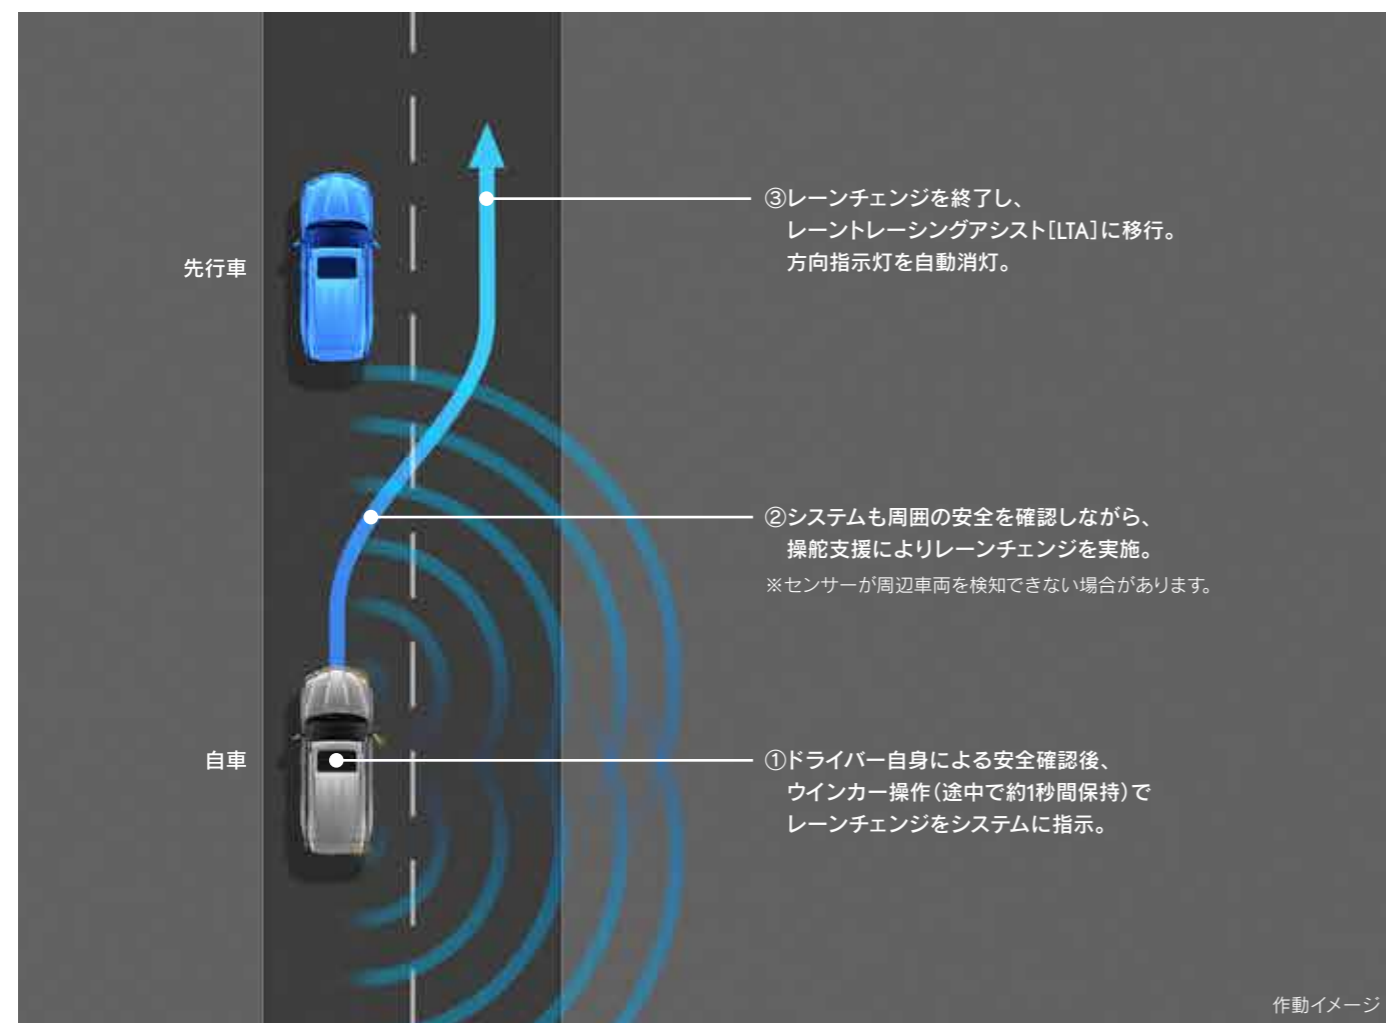 ③レーンチェンジを終了し、
レーントレーシングアシスト[LTA]に移行。
方向指示灯を自動消灯。
先行車
②システムも周囲の安全を確認しながら、
操舵支援によりレーンチェンジを実施。
※センサーが周辺車両を検知できない場合があります。
自車
①ドライバー自身による安全確認後、
ウインカー操作(途中で約1秒間保持)で
レーンチェンジをシステムに指示。
作動イメージ